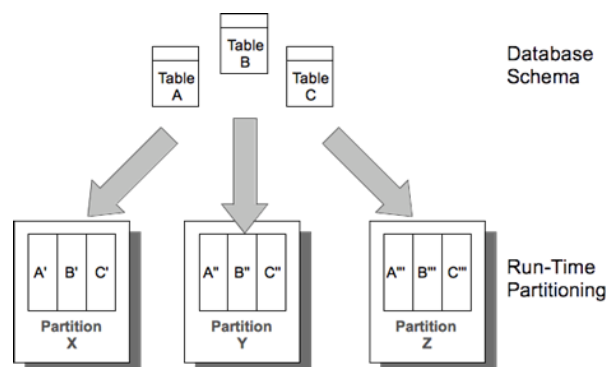 Table
B
Table
A
Table
C
Database
Schema
A'
B'
C'
Partition
X
A"
B"
C"
Partition
Y
A'''
B'''
C'''
Partition
Z
Run-Time
Partitioning